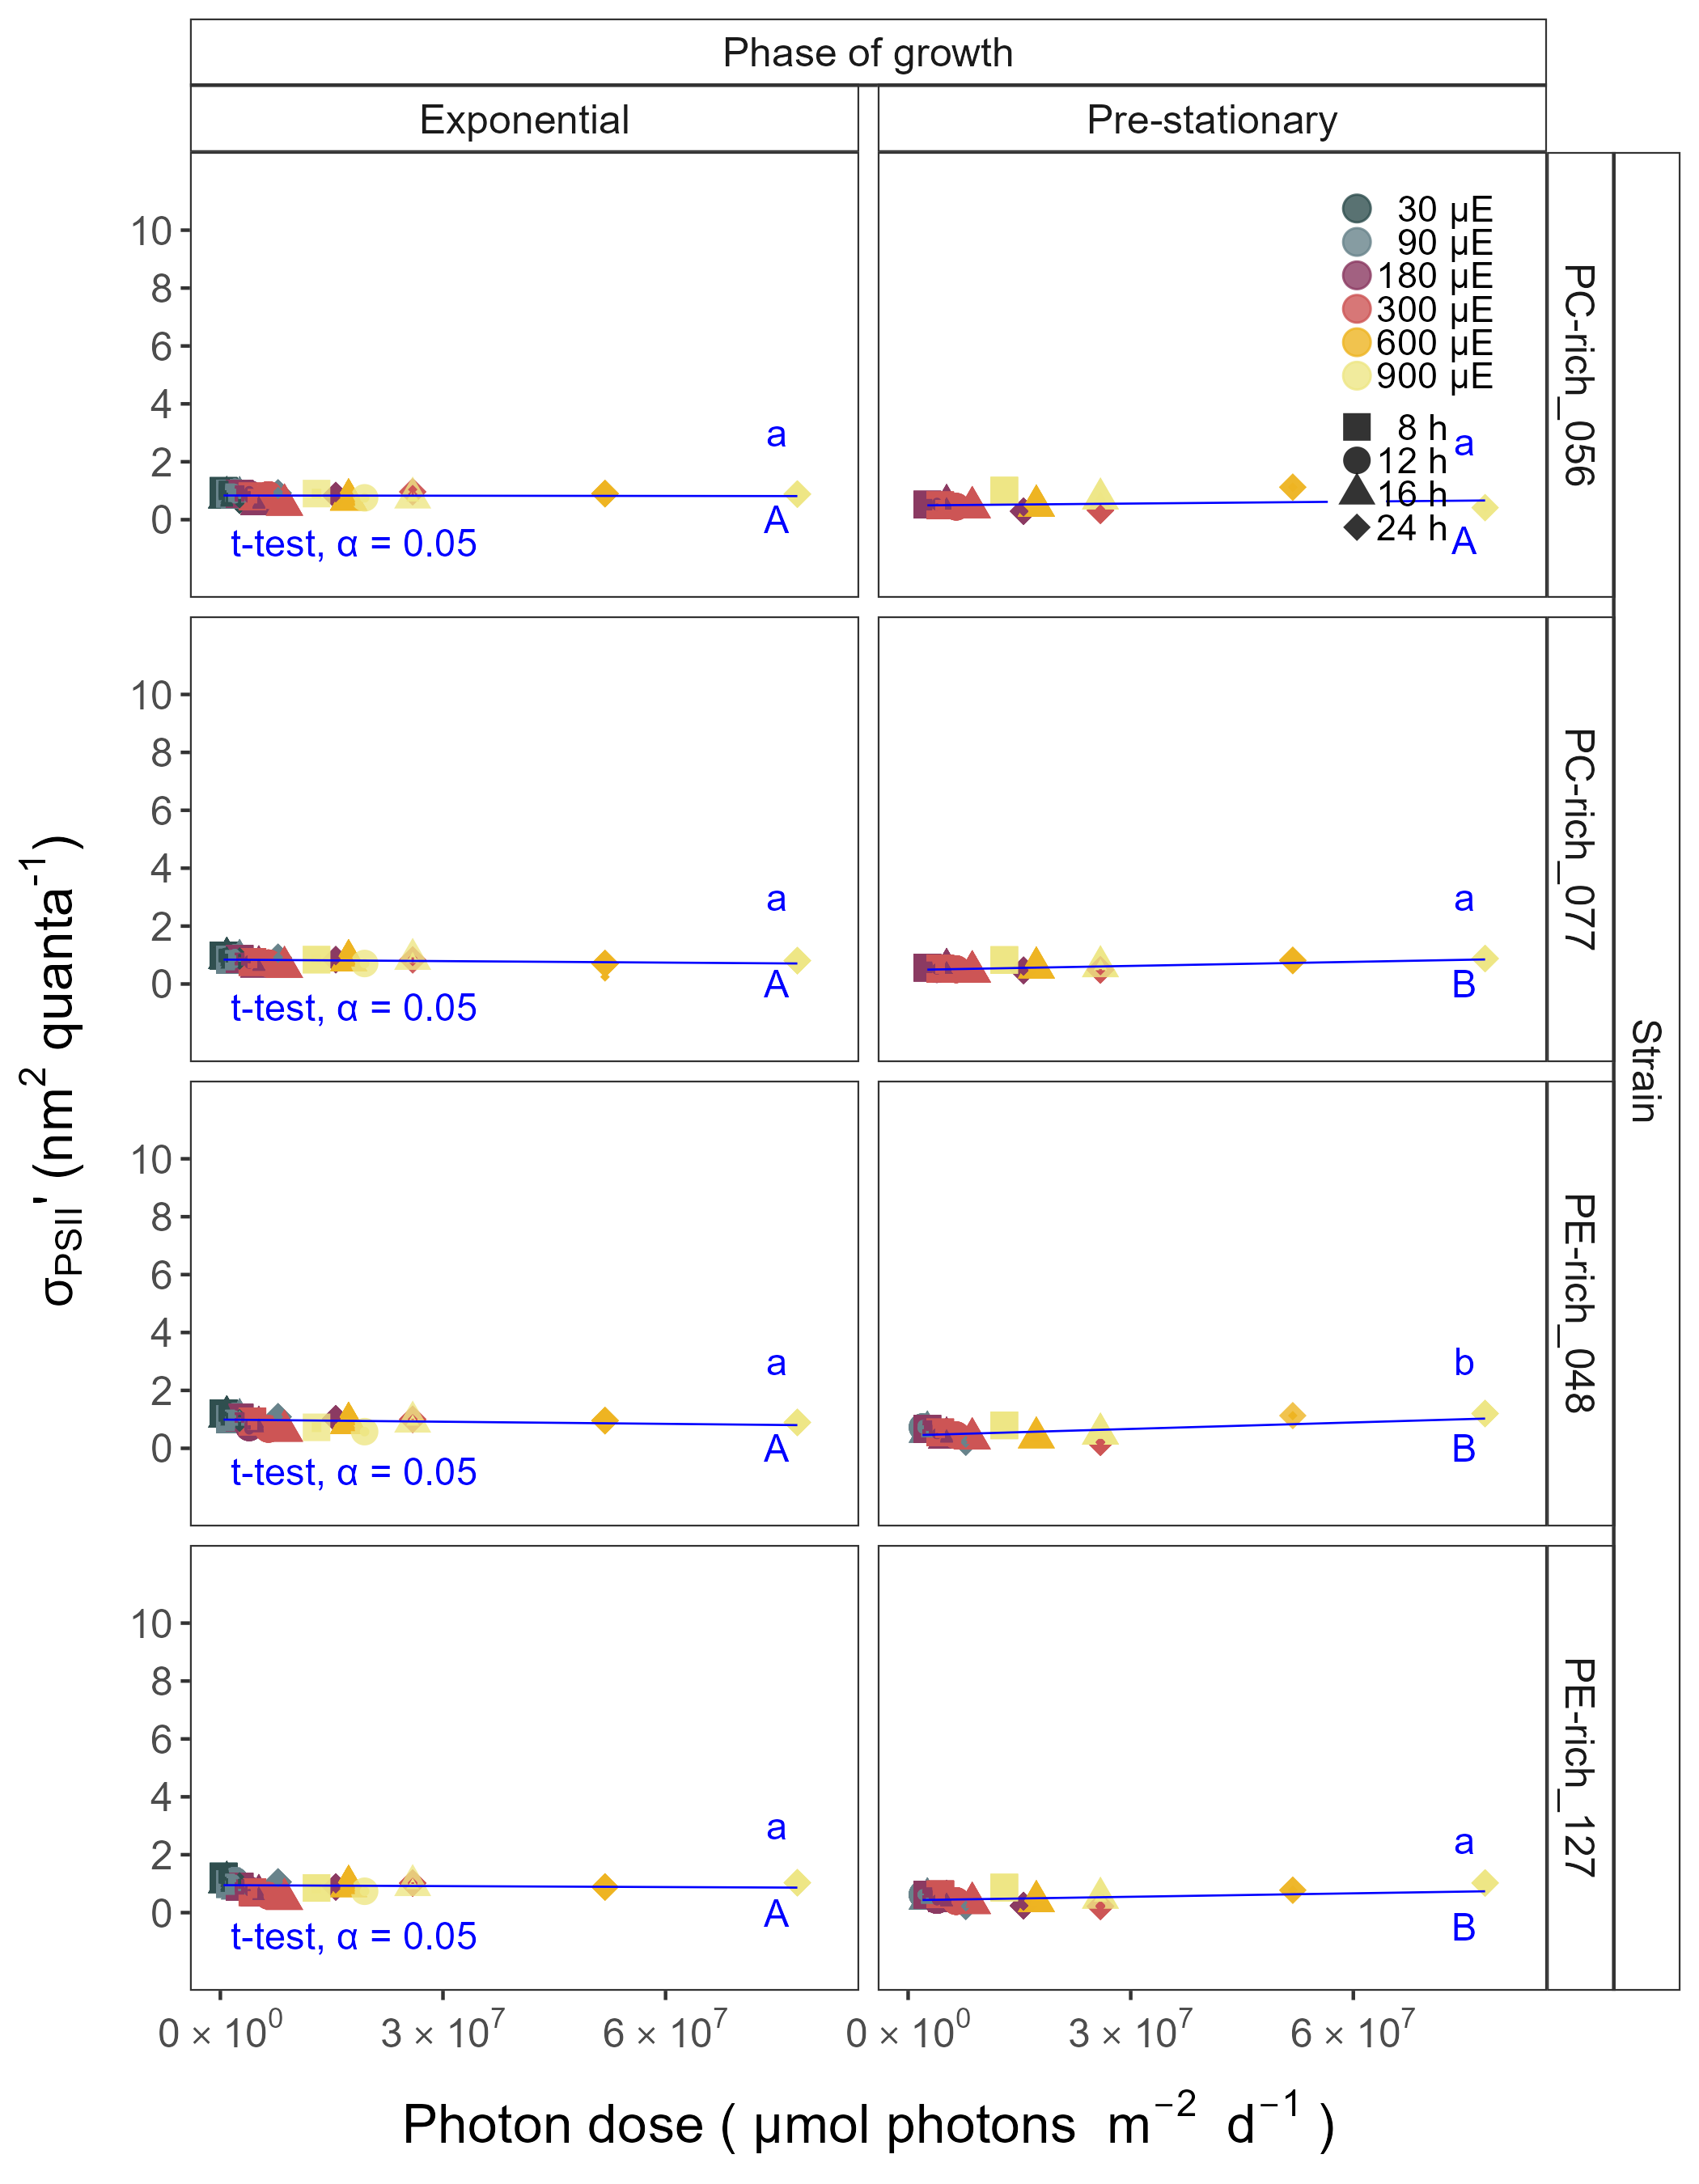 Phase of growth
Exponential
Pre-stationary
10
8
6
4
2
0
a
A
t-test, α = 0.05
30 µE
90 µE
180 µE
300 µE
600 µE
900 µE
8 h
12 h
16 h
24 h
a
A
PC-rich_056
10
8
6
4
2
0
a
A
t-test, α = 0.05
a
B
PC-rich_077
10
8
6
4
2
0
a
A
t-test, α = 0.05
b
B
PE-rich_048
10
8
6
4
2
0
a
A
t-test, α = 0.05
a
B
PE-rich_127
Strain
σPSII' (nm² quanta⁻¹)
0 × 10⁰
3 × 10⁷
6 × 10⁷
0 × 10⁰
3 × 10⁷
6 × 10⁷
Photon dose ( µmol photons m⁻² d⁻¹ )